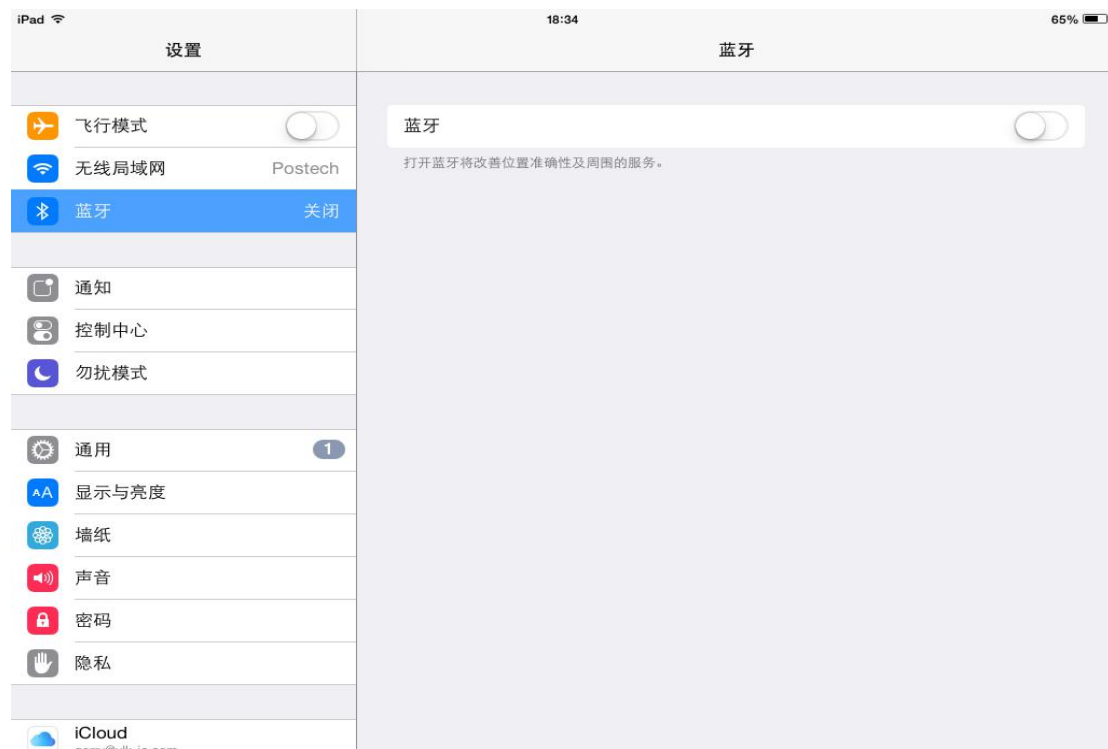 iPad 18:34 65%
设置
蓝牙
飞行模式
无线局域网 Postech
蓝牙 关闭
通知
控制中心
勿扰模式
通用 1
AA 显示与亮度
墙纸
声音
密码
隐私
iCloud
蓝牙
打开蓝牙将改善位置准确性及周围的服务。